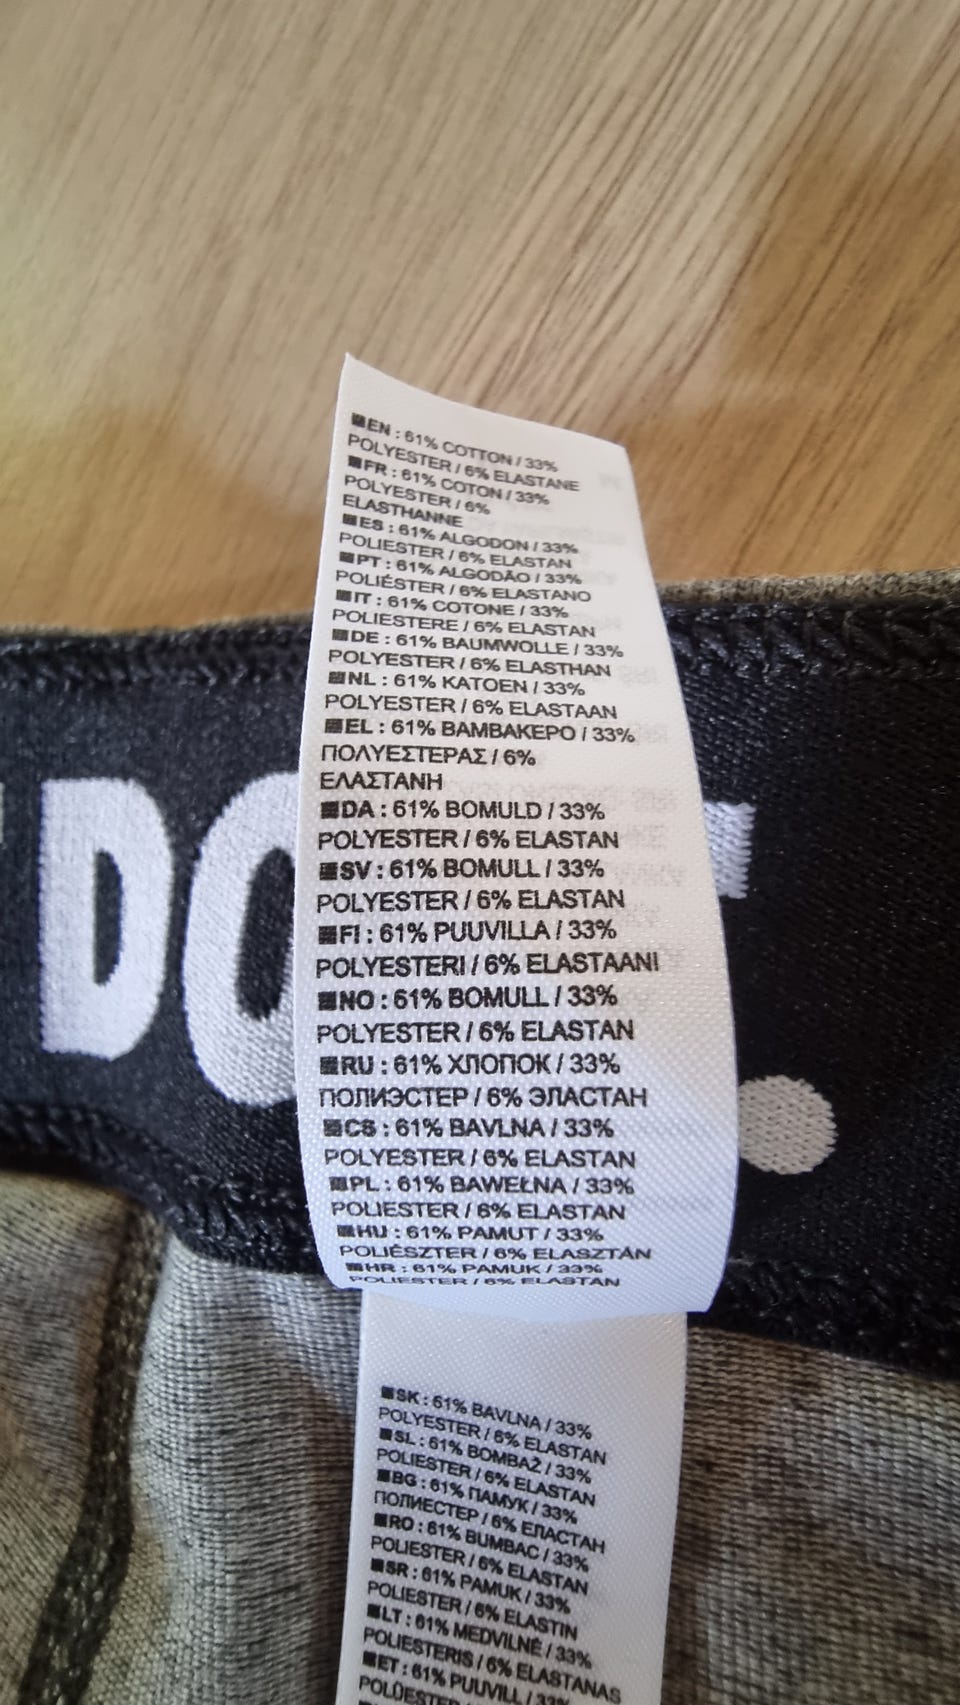 EN : 61% COTTON / 33%
POLYESTER / 6% ELASTANE
FR : 61% COTON / 33%
POLYESTER / 6%
ELASTHANNE
ES : 61% ALGODON / 33%
POLIESTER / 6% ELASTAN
PT : 61% ALGODÃO / 33%
POLIÉSTER / 6% ELASTANO
IT : 61% COTONE / 33%
POLIESTERE / 6% ELASTAN
DE : 61% BAUMWOLLE / 33%
POLYESTER / 6% ELASTHAN
NL : 61% KATOEN / 33%
POLYESTER / 6% ELASTAAN
EL : 61% ΒΑΜΒΑΚΕΡΟ / 33%
ΠΟΛΥΕΣΤΕΡΑΣ / 6%
ΕΛΑΣΤΑΝΗ
DA : 61% BOMULD / 33%
POLYESTER / 6% ELASTAN
SV : 61% BOMULL / 33%
POLYESTER / 6% ELASTAN
FI : 61% PUUVILLA / 33%
POLYESTERI / 6% ELASTAANI
NO : 61% BOMULL / 33%
POLYESTER / 6% ELASTAN
RU : 61% ХЛОПОК / 33%
ПОЛИЭСТЕР / 6% ЭЛАСТАН
CS : 61% BAVLNA / 33%
POLYESTER / 6% ELASTAN
PL : 61% BAWEŁNA / 33%
POLIESTER / 6% ELASTAN
HU : 61% PAMUT / 33%
POLIÉSZTER / 6% ELASZTÁN
HR : 61% PAMUK / 33%
POLIESTER / 6% ELASTAN
DO
SK : 61% BAVLNA / 33%
POLYESTER / 6% ELASTAN
SL : 61% BOMBAŽ / 33%
POLIESTER / 6% ELASTAN
BG : 61% ПАМУК / 33%
ПОЛИЕСТЕР / 6% ЕЛАСТАН
RO : 61% BUMBAC / 33%
POLIESTER / 6% ELASTAN
SR : 61% PAMUK / 33%
POLIESTER / 6% ELASTIN
LT : 61% MEDVILNĖ / 33%
POLIESTERIS / 6% ELASTANAS
ET : 61% PUUVILL / 33%